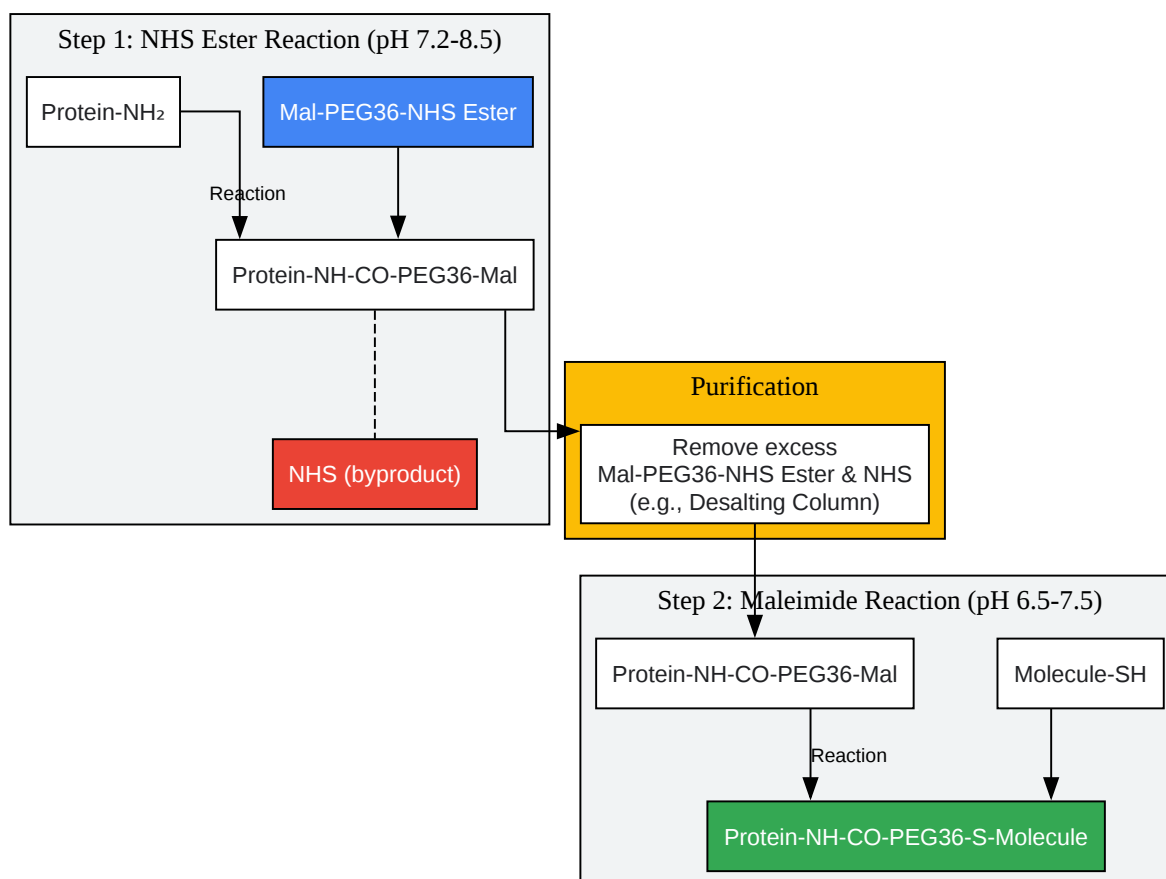 Step 1: NHS Ester Reaction (pH 7.2-8.5)
Protein-NH₂
Mal-PEG36-NHS Ester
Reaction
Protein-NH-CO-PEG36-Mal
NHS (byproduct)
Purification
Remove excess
Mal-PEG36-NHS Ester & NHS
(e.g., Desalting Column)
Step 2: Maleimide Reaction (pH 6.5-7.5)
Protein-NH-CO-PEG36-Mal
Molecule-SH
Reaction
Protein-NH-CO-PEG36-S-Molecule